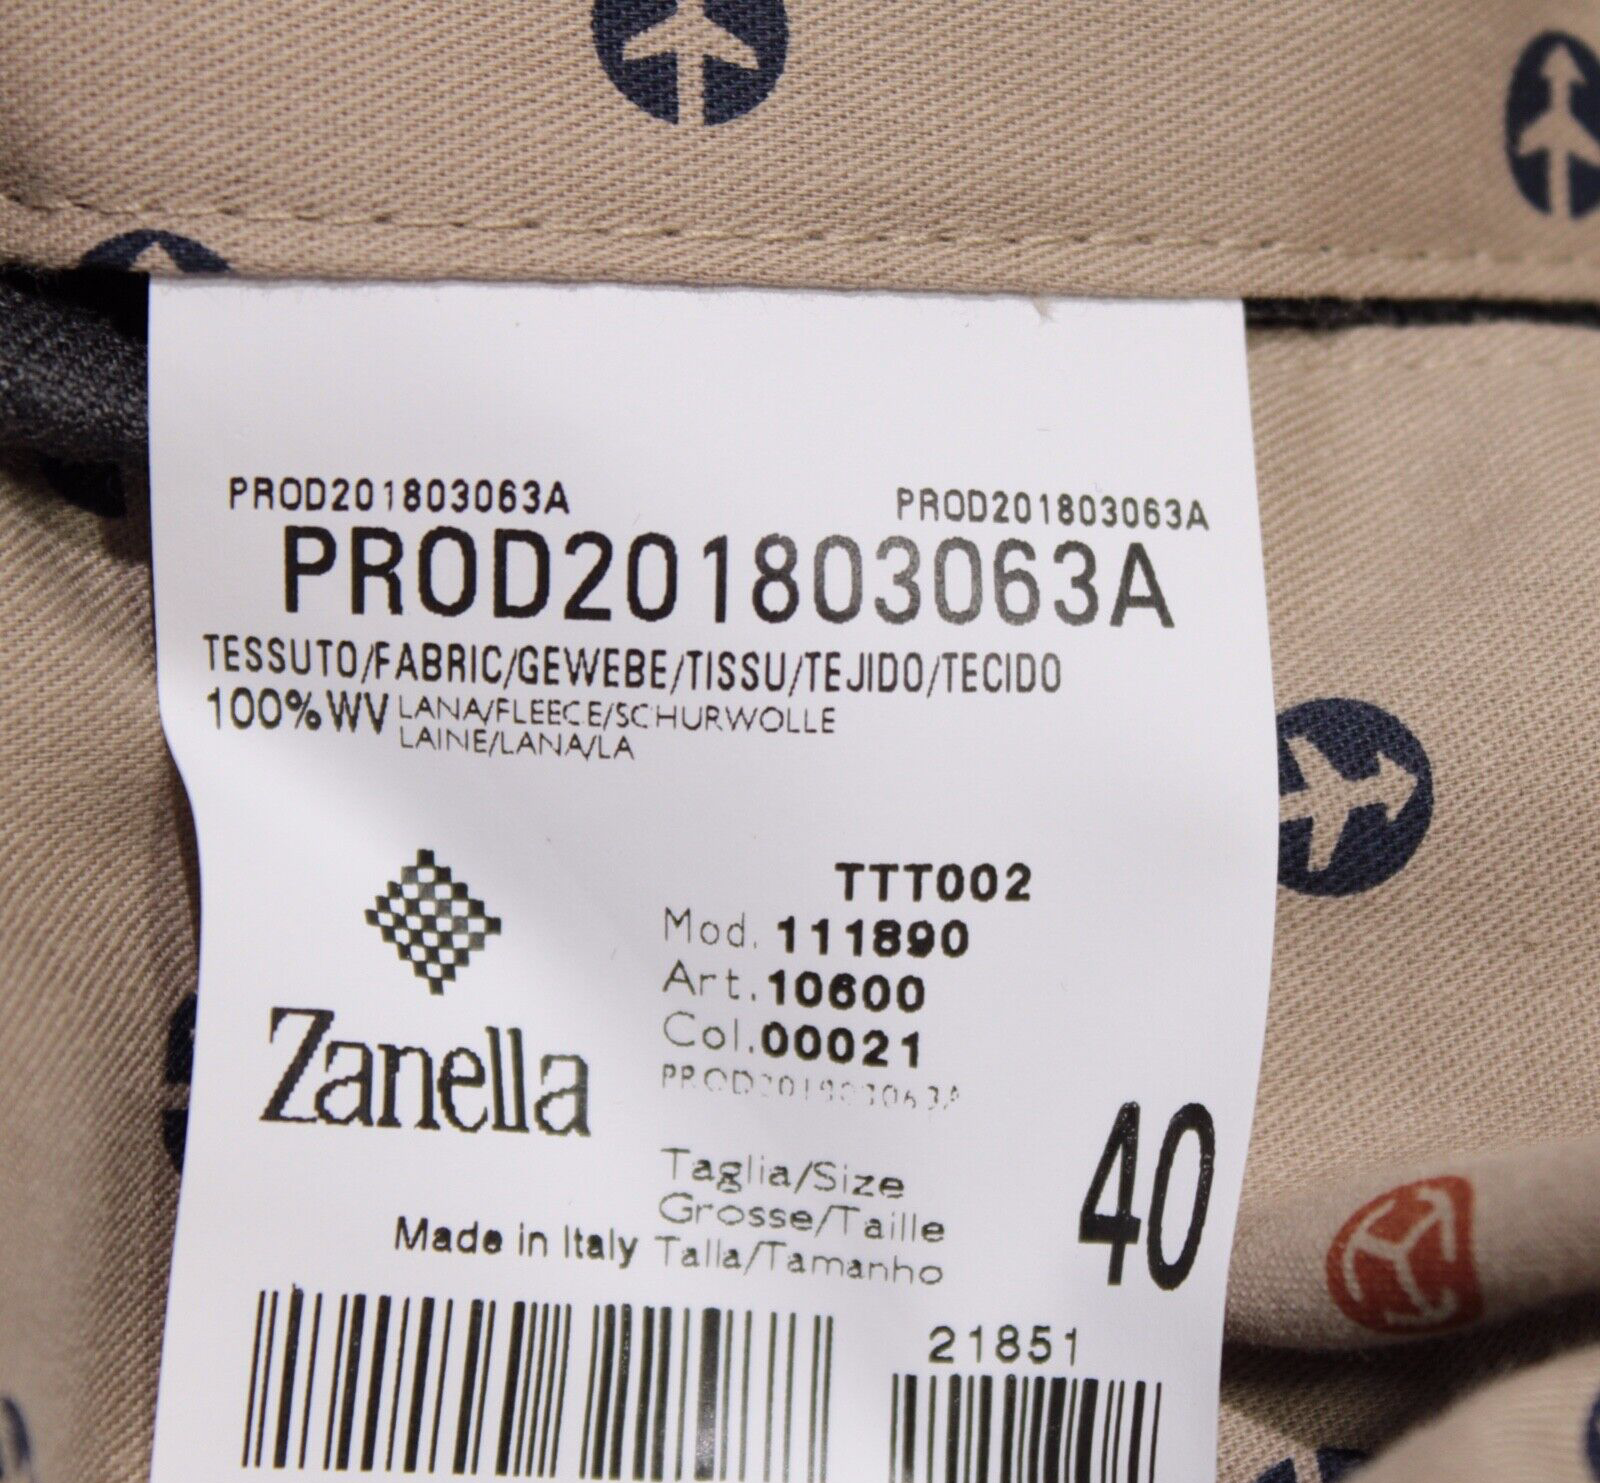 PROD201803063A PROD201803063A
PROD201803063A
TESSUTO/FABRIC/GEWEBE/TISSU/TEJIDO/TECIDO
100%WV LANA/FLEECE/SCHURWOLLE
LAINE/LANA/LA
TTT002
Mod. 111890
Art. 10600
Col. 00021
PROD201803063A
Zanella
Taglia/Size
Grosse/Taille
Talla/Tamanho
40
Made in Italy
21851